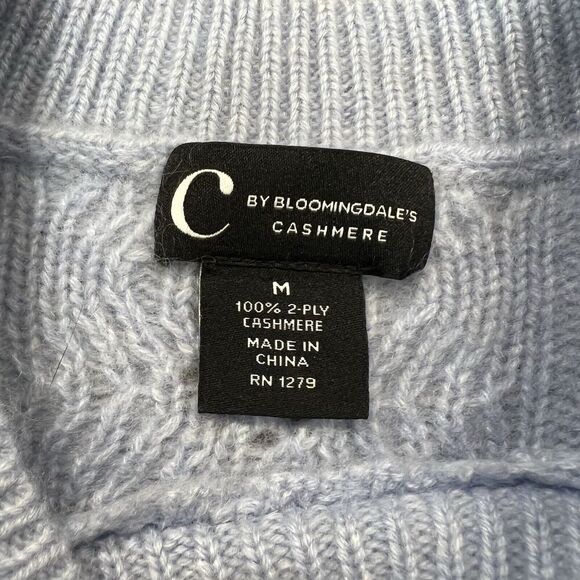 C
BY BLOOMINGDALE'S
CASHMERE
M
100% 2-PLY
CASHMERE
MADE IN
CHINA
RN 1279